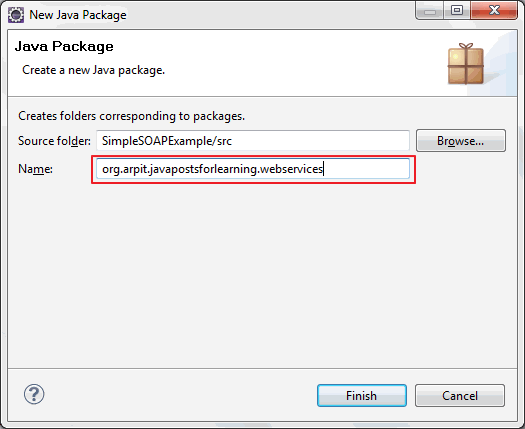 New Java Package
Java Package
Create a new Java package.
Creates folders corresponding to packages.
Source folder: SimpleSOAPExample/src Browse...
Name: org.arpit.javapostsforlearning.webservices
? Finish Cancel